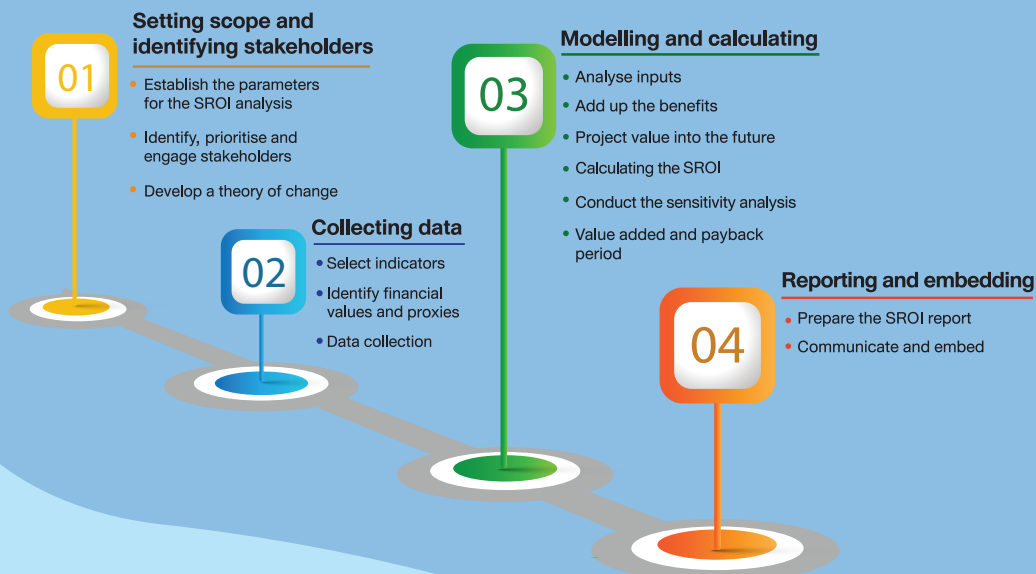 01
Setting scope and
identifying stakeholders
• Establish the parameters
for the SROI analysis
• Identify, prioritise and
engage stakeholders
• Develop a theory of change
02
Collecting data
• Select indicators
• Identify financial
values and proxies
• Data collection
03
Modelling and calculating
• Analyse inputs
• Add up the benefits
• Project value into the future
• Calculating the SROI
• Conduct the sensitivity analysis
• Value added and payback
period
04
Reporting and embedding
• Prepare the SROI report
• Communicate and embed